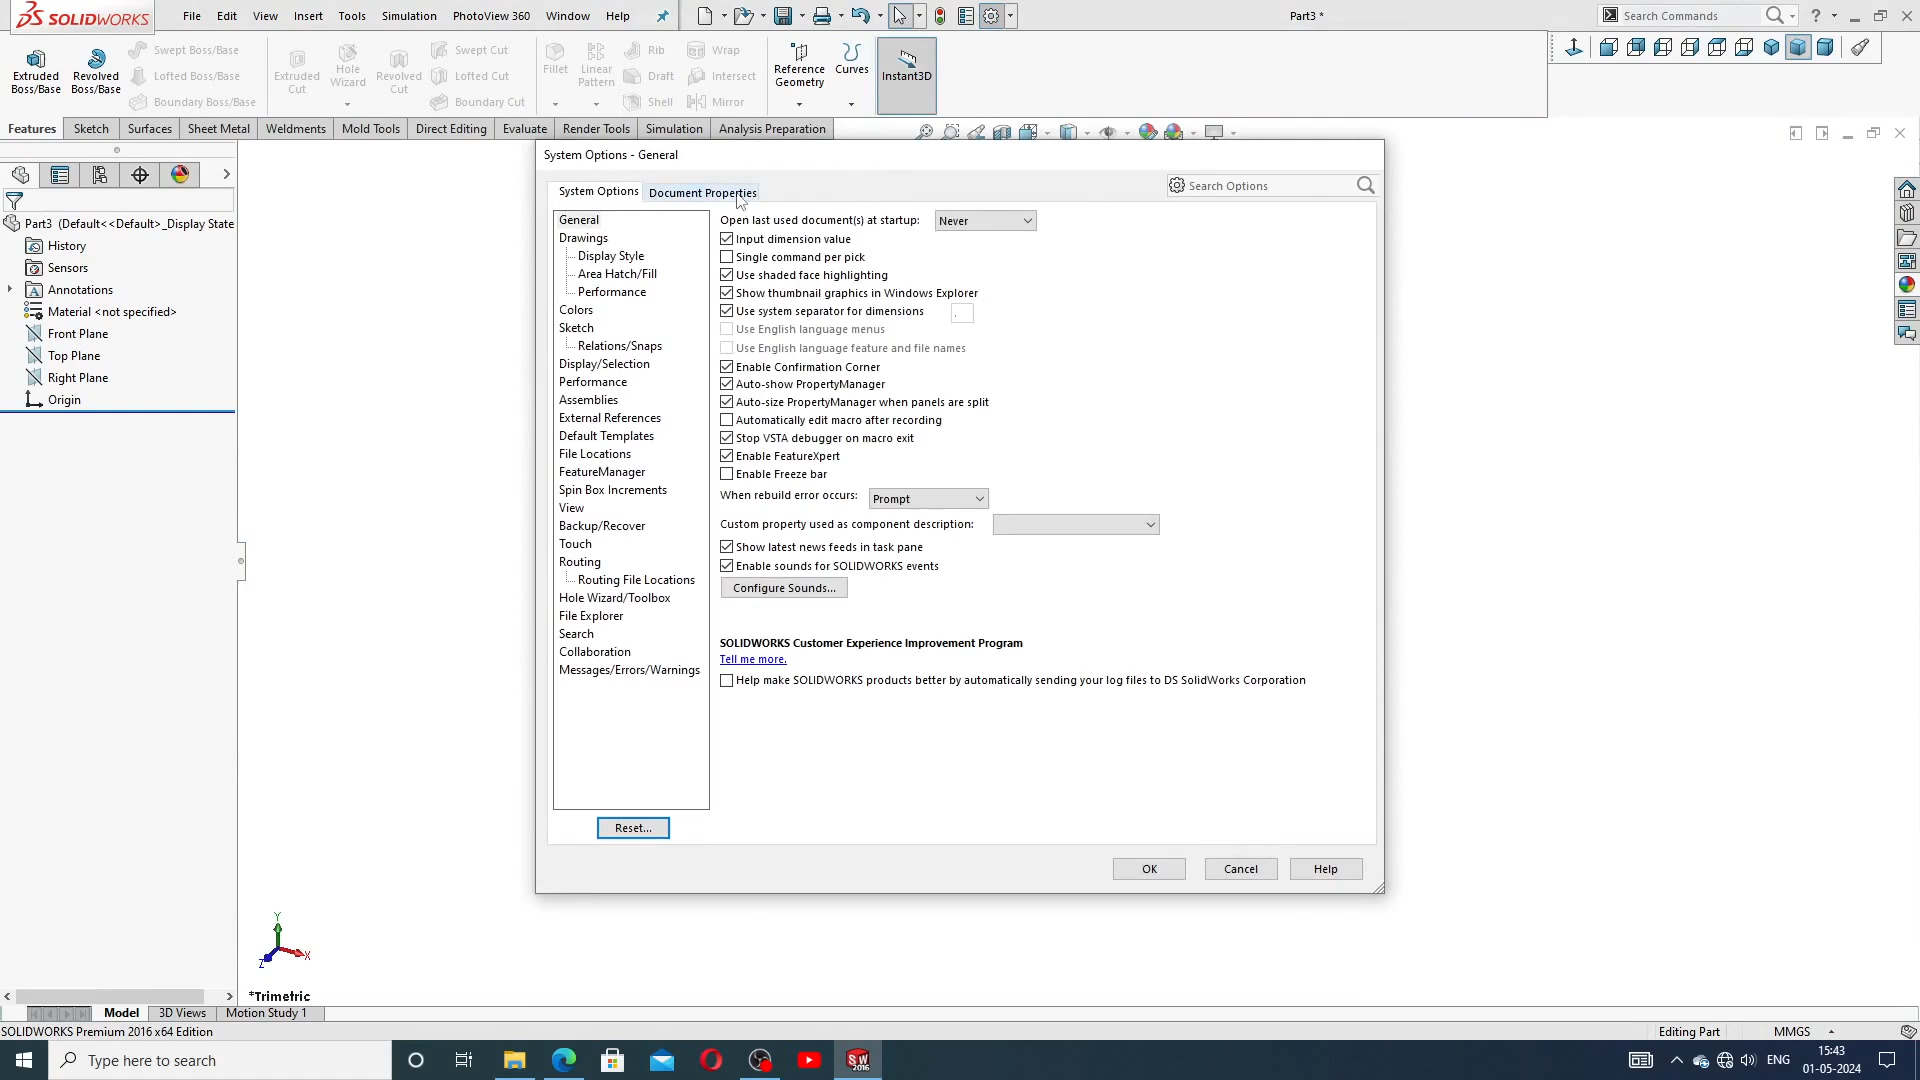 SOLIDWORKS
File Edit View Insert Tools Simulation PhotoView 360 Window Help
Part3 *
Search Commands
Extruded Boss/Base
Revolved Boss/Base
Swept Boss/Base
Lofted Boss/Base
Boundary Boss/Base
Extruded Cut
Hole Wizard
Revolved Cut
Swept Cut
Lofted Cut
Boundary Cut
Fillet
Linear Pattern
Rib
Draft
Shell
Wrap
Intersect
Mirror
Reference Geometry
Curves
Instant3D
Features Sketch Surfaces Sheet Metal Weldments Mold Tools Direct Editing Evaluate Render Tools Simulation Analysis Preparation
Part3 (Default<<Default>_Display State
History
Sensors
Annotations
Material <not specified>
Front Plane
Top Plane
Right Plane
Origin
System Options - General
System Options Document Properties
Search Options
General
Drawings
Display Style
Area Hatch/Fill
Performance
Colors
Sketch
Relations/Snaps
Display/Selection
Performance
Assemblies
External References
Default Templates
File Locations
FeatureManager
Spin Box Increments
View
Backup/Recover
Touch
Routing
Routing File Locations
Hole Wizard/Toolbox
File Explorer
Search
Collaboration
Messages/Errors/Warnings
Reset...
Open last used document(s) at startup: Never
Input dimension value
Single command per pick
Use shaded face highlighting
Show thumbnail graphics in Windows Explorer
Use system separator for dimensions .
Use English language menus
Use English language feature and file names
Enable Confirmation Corner
Auto-show PropertyManager
Auto-size PropertyManager when panels are split
Automatically edit macro after recording
Stop VSTA debugger on macro exit
Enable FeatureXpert
Enable Freeze bar
When rebuild error occurs: Prompt
Custom property used as component description:
Show latest news feeds in task pane
Enable sounds for SOLIDWORKS events
Configure Sounds...
SOLIDWORKS Customer Experience Improvement Program
Tell me more.
Help make SOLIDWORKS products better by automatically sending your log files to DS SolidWorks Corporation
OK Cancel Help
Y
X
Z
*Trimetric
Model 3D Views Motion Study 1
SOLIDWORKS Premium 2016 x64 Edition
Editing Part MMGS
Type here to search
SW
2016
ENG
15:43
01-05-2024